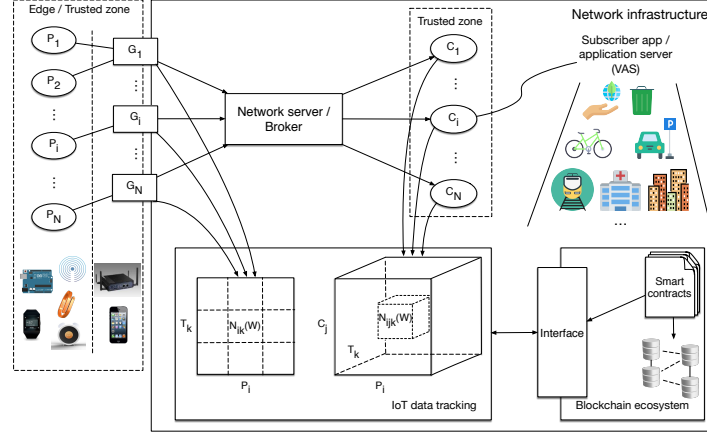 Edge / Trusted zone
P1
P2
...
Pi
...
PN
G1
...
Gi
...
GN
Network server /
Broker
Trusted zone
C1
...
Ci
...
CN
Network infrastructure
Subscriber app /
application server
(VAS)
P
...
Tk
Nik(W)
Pi
Cj
Nijk(W)
Tk
Pi
IoT data tracking
Interface
Smart
contracts
Blockchain ecosystem